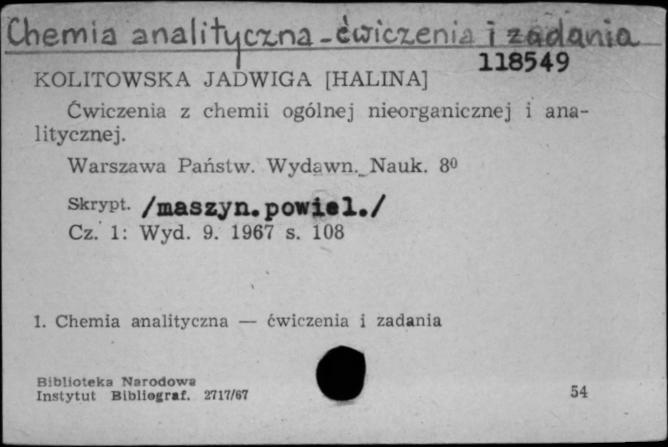 Chemia analityczna - ćwiczenia i zadania
118549
KOLITOWSKA JADWIGA [HALINA]
Ćwiczenia z chemii ogólnej nieorganicznej i ana-
litycznej.
Warszawa Państw. Wydawn. Nauk. 8⁰
Skrypt. /maszyn.powiel./
Cz. 1: Wyd. 9. 1967 s. 108
1. Chemia analityczna — ćwiczenia i zadania
Biblioteka Narodowa
Instytut Bibliograf. 2717/67
54